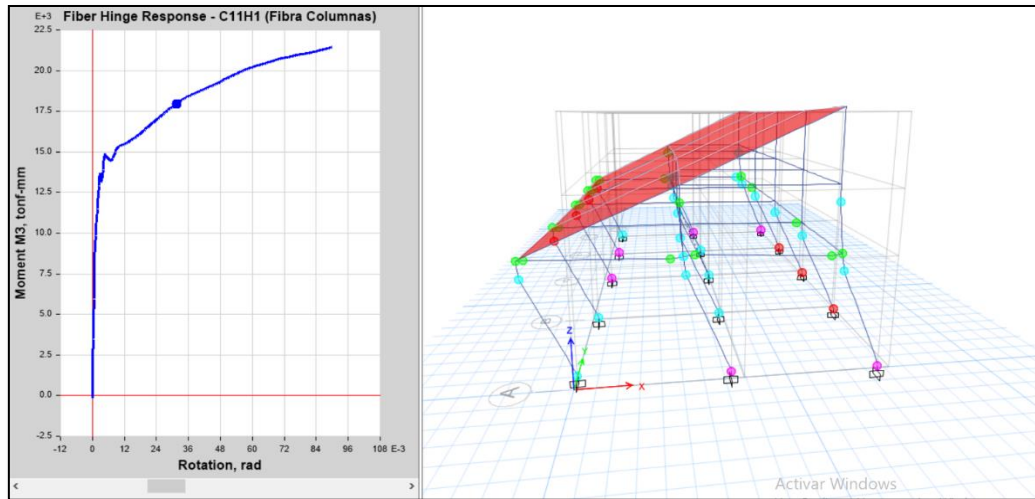 E+3 Fiber Hinge Response - C11H1 (Fibra Columnas)
22.5
20.0
17.5
15.0
12.5
10.0
7.5
5.0
2.5
0.0
-2.5
Moment M3, tonf-mm
-12 0 12 24 36 48 60 72 84 96 108 E-3
Rotation, rad
Z
Y
X
A
Activar Windows